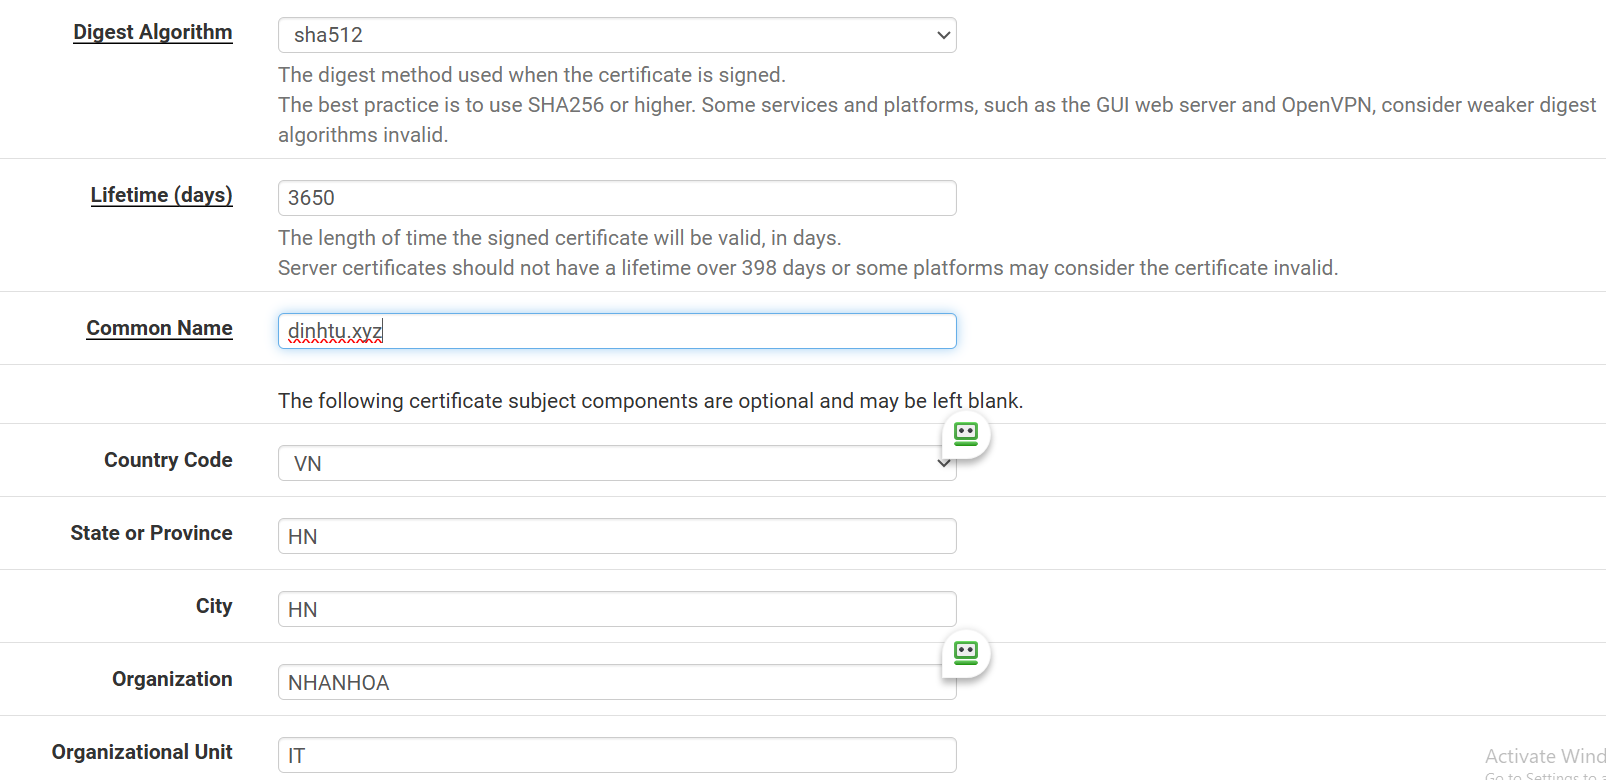 Digest Algorithm
sha512
The digest method used when the certificate is signed.
The best practice is to use SHA256 or higher. Some services and platforms, such as the GUI web server and OpenVPN, consider weaker digest
algorithms invalid.
Lifetime (days)
3650
The length of time the signed certificate will be valid, in days.
Server certificates should not have a lifetime over 398 days or some platforms may consider the certificate invalid.
Common Name
dinhtu.xyz
The following certificate subject components are optional and may be left blank.
Country Code
VN
State or Province
HN
City
HN
Organization
NHANHOA
Organizational Unit
IT
Activate Wind
Go to Settings to a